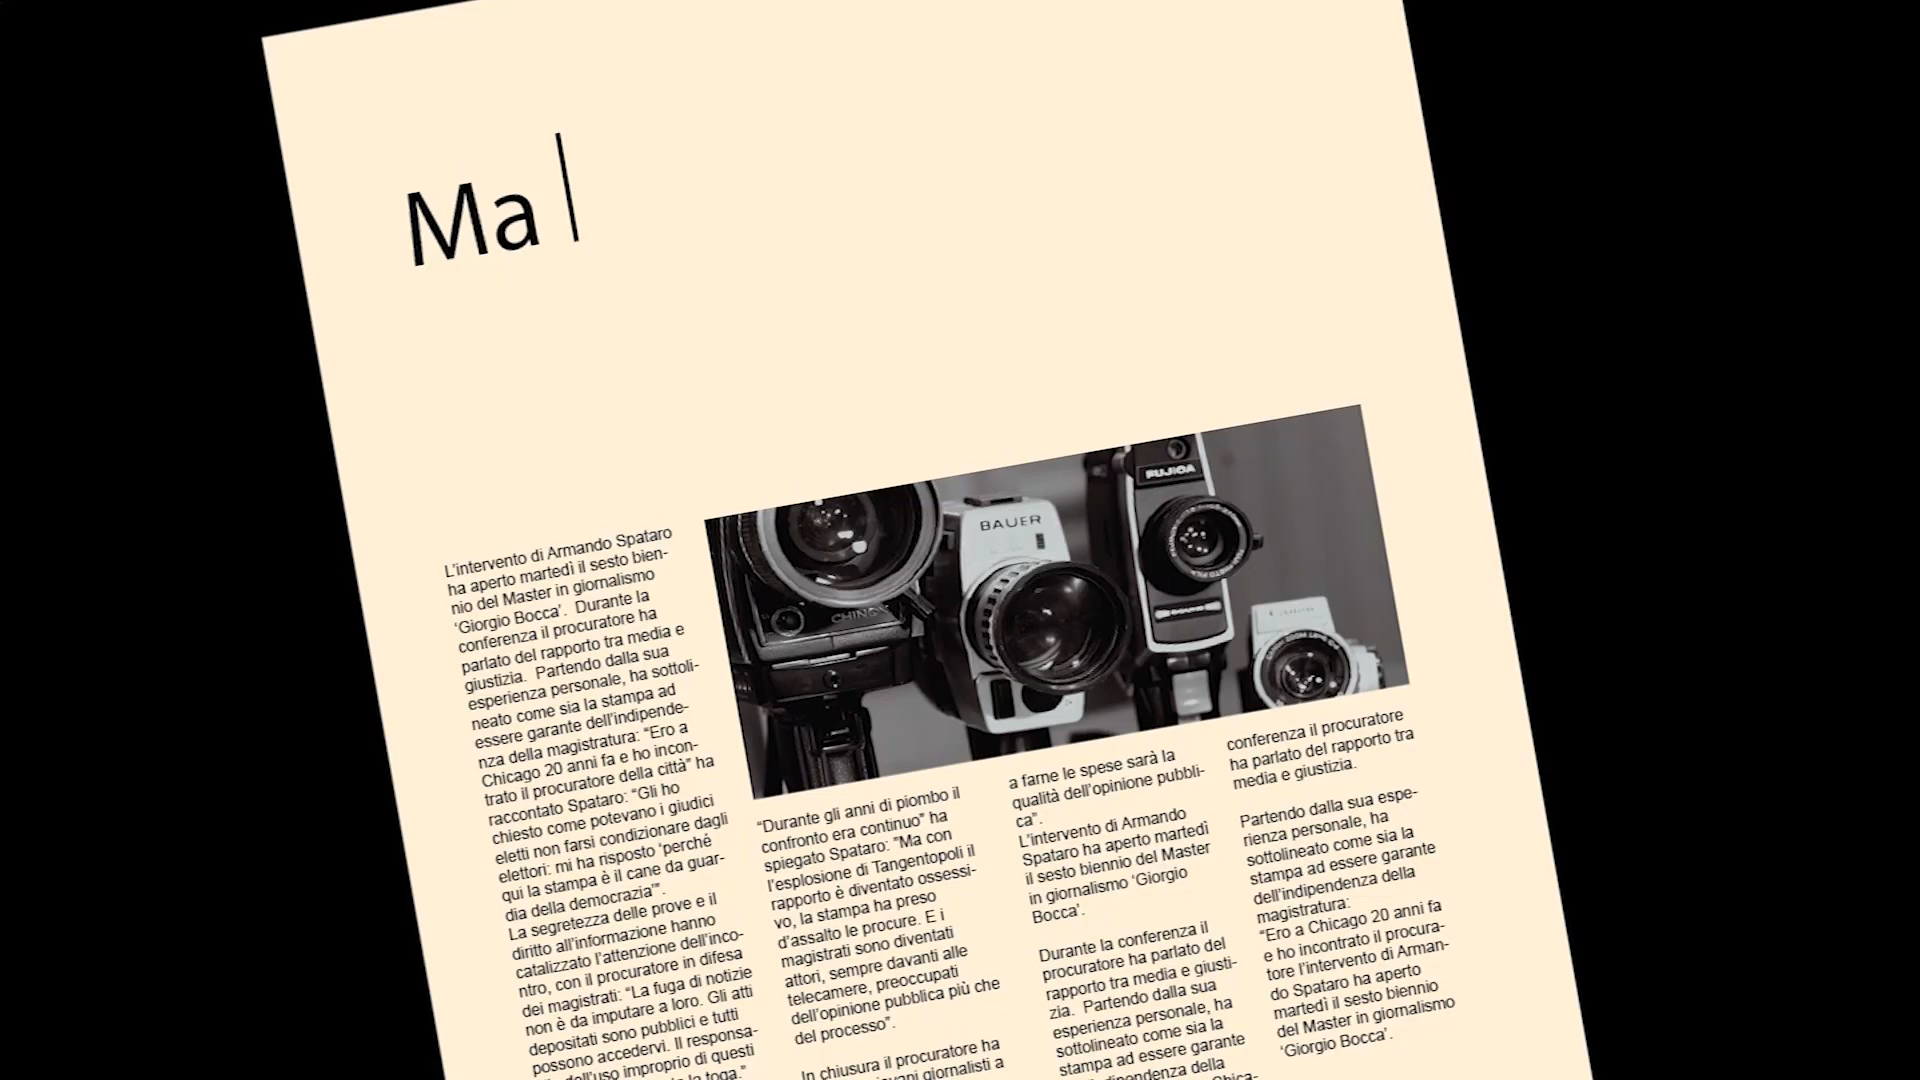 Ma
BAUER
FUJICA
CHINON
L'intervento di Armando Spataro
ha aperto martedì il sesto bien-
nio del Master in giornalismo
‘Giorgio Bocca’. Durante la
conferenza il procuratore ha
parlato del rapporto tra media e
giustizia. Partendo dalla sua
esperienza personale, ha sottoli-
neato come sia la stampa ad
essere garante dell’indipende-
nza della magistratura: “Ero a
Chicago 20 anni fa e ho incon-
trato il procuratore della città” ha
raccontato Spataro: “Gli ho
chiesto come potevano i giudici
eletti non farsi condizionare dagli
elettori: mi ha risposto ‘perché
qui la stampa è il cane da guar-
dia della democrazia’”.
La segretezza delle prove e il
diritto all’informazione hanno
catalizzato l’attenzione dell’inco-
ntro, con il procuratore in difesa
dei magistrati: “La fuga di notizie
non è da imputare a loro. Gli atti
depositati sono pubblici e tutti
possono accedervi. Il responsa-
dell’uso improprio di questi
la toga.”
“Durante gli anni di piombo il
confronto era continuo” ha
spiegato Spataro: “Ma con
l’esplosione di Tangentopoli il
rapporto è diventato ossessi-
vo, la stampa ha preso
d’assalto le procure. E i
magistrati sono diventati
attori, sempre davanti alle
telecamere, preoccupati
dell’opinione pubblica più che
del processo”.
In chiusura il procuratore ha
giornalisti a
a farne le spese sarà la
qualità dell’opinione pubbli-
ca”.
L’intervento di Armando
Spataro ha aperto martedì
il sesto biennio del Master
in giornalismo ‘Giorgio
Bocca’.
Durante la conferenza il
procuratore ha parlato del
rapporto tra media e giusti-
zia. Partendo dalla sua
esperienza personale, ha
sottolineato come sia la
stampa ad essere garante
della
conferenza il procuratore
ha parlato del rapporto tra
media e giustizia.
Partendo dalla sua espe-
rienza personale, ha
sottolineato come sia la
stampa ad essere garante
dell’indipendenza della
magistratura:
“Ero a Chicago 20 anni fa
e ho incontrato il procura-
tore l’intervento di Arman-
do Spataro ha aperto
martedì il sesto biennio
del Master in giornalismo
‘Giorgio Bocca’.